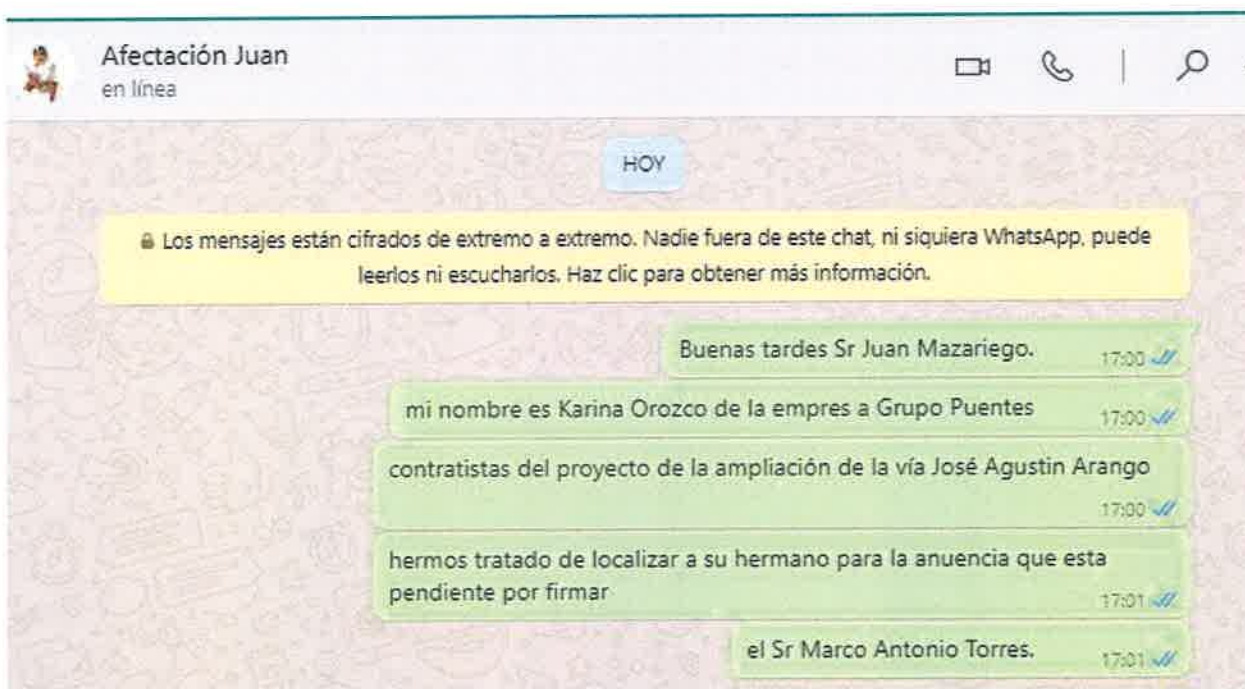 Afectación Juan
en línea
HOY
Los mensajes están cifrados de extremo a extremo. Nadie fuera de este chat, ni siquiera WhatsApp, puede
leerlos ni escucharlos. Haz clic para obtener más información.
Buenas tardes Sr Juan Mazariego.
17:00
mi nombre es Karina Orozco de la empres a Grupo Puentes
17:00
contratistas del proyecto de la ampliación de la vía José Agustin Arango
17:00
hermos tratado de localizar a su hermano para la anuencia que esta
pendiente por firmar
17:01
el Sr Marco Antonio Torres.
17:01